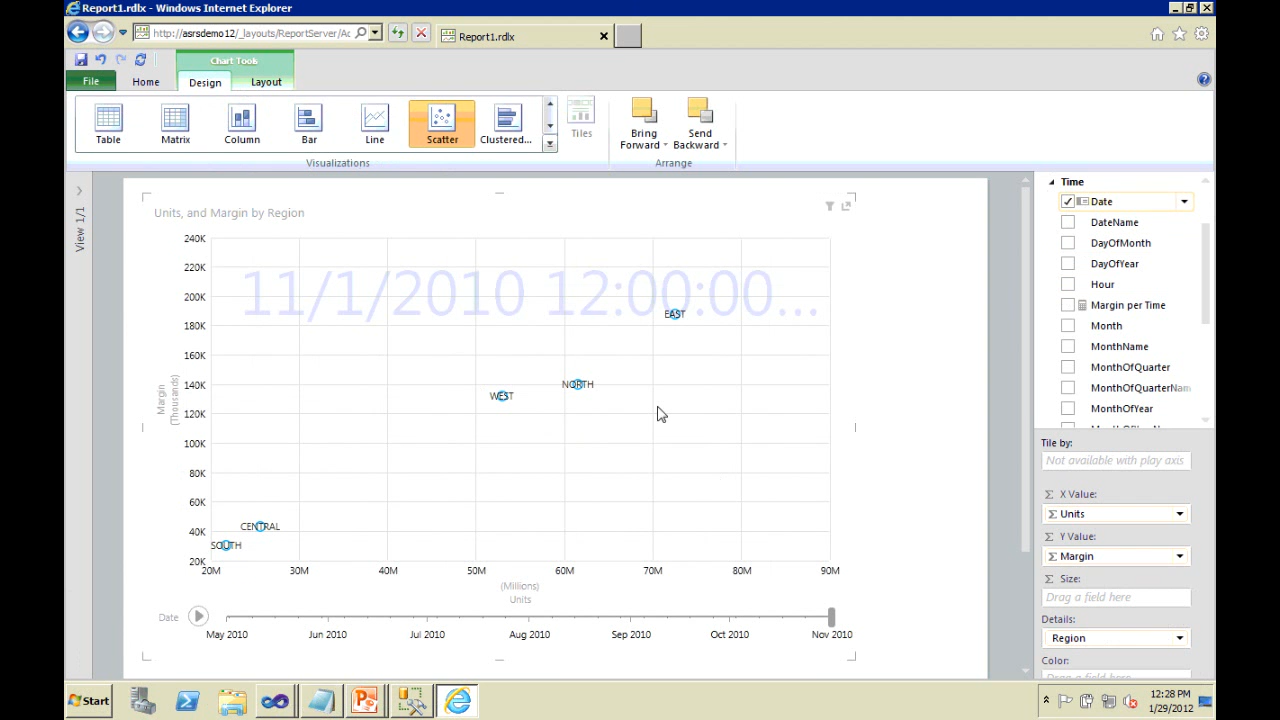 Report1.rdlx - Windows Internet Explorer
http://asrsdemo12/_layouts/ReportServer/Ac
Report1.rdlx
Chart Tools
File Home Design Layout
Table Matrix Column Bar Line Scatter Clustered... Tiles Bring Forward Send Backward
Visualizations Arrange
View 1/1
Units, and Margin by Region
11/1/2010 12:00:00...
240K
220K
200K
180K
160K
140K
120K
100K
80K
60K
40K
20K
Margin
(Thousands)
EAST
NORTH
WEST
CENTRAL
SOUTH
20M 30M 40M 50M 60M 70M 80M 90M
(Millions)
Units
Date
May 2010 Jun 2010 Jul 2010 Aug 2010 Sep 2010 Oct 2010 Nov 2010
Time
Date
DateName
DayOfMonth
DayOfYear
Hour
Margin per Time
Month
MonthName
MonthOfQuarter
MonthOfQuarterNam
MonthOfYear
Tile by:
Not available with play axis
Σ X Value:
Σ Units
Σ Y Value:
Σ Margin
Σ Size:
Drag a field here
Details:
Region
Color:
Start
12:28 PM
1/29/2012